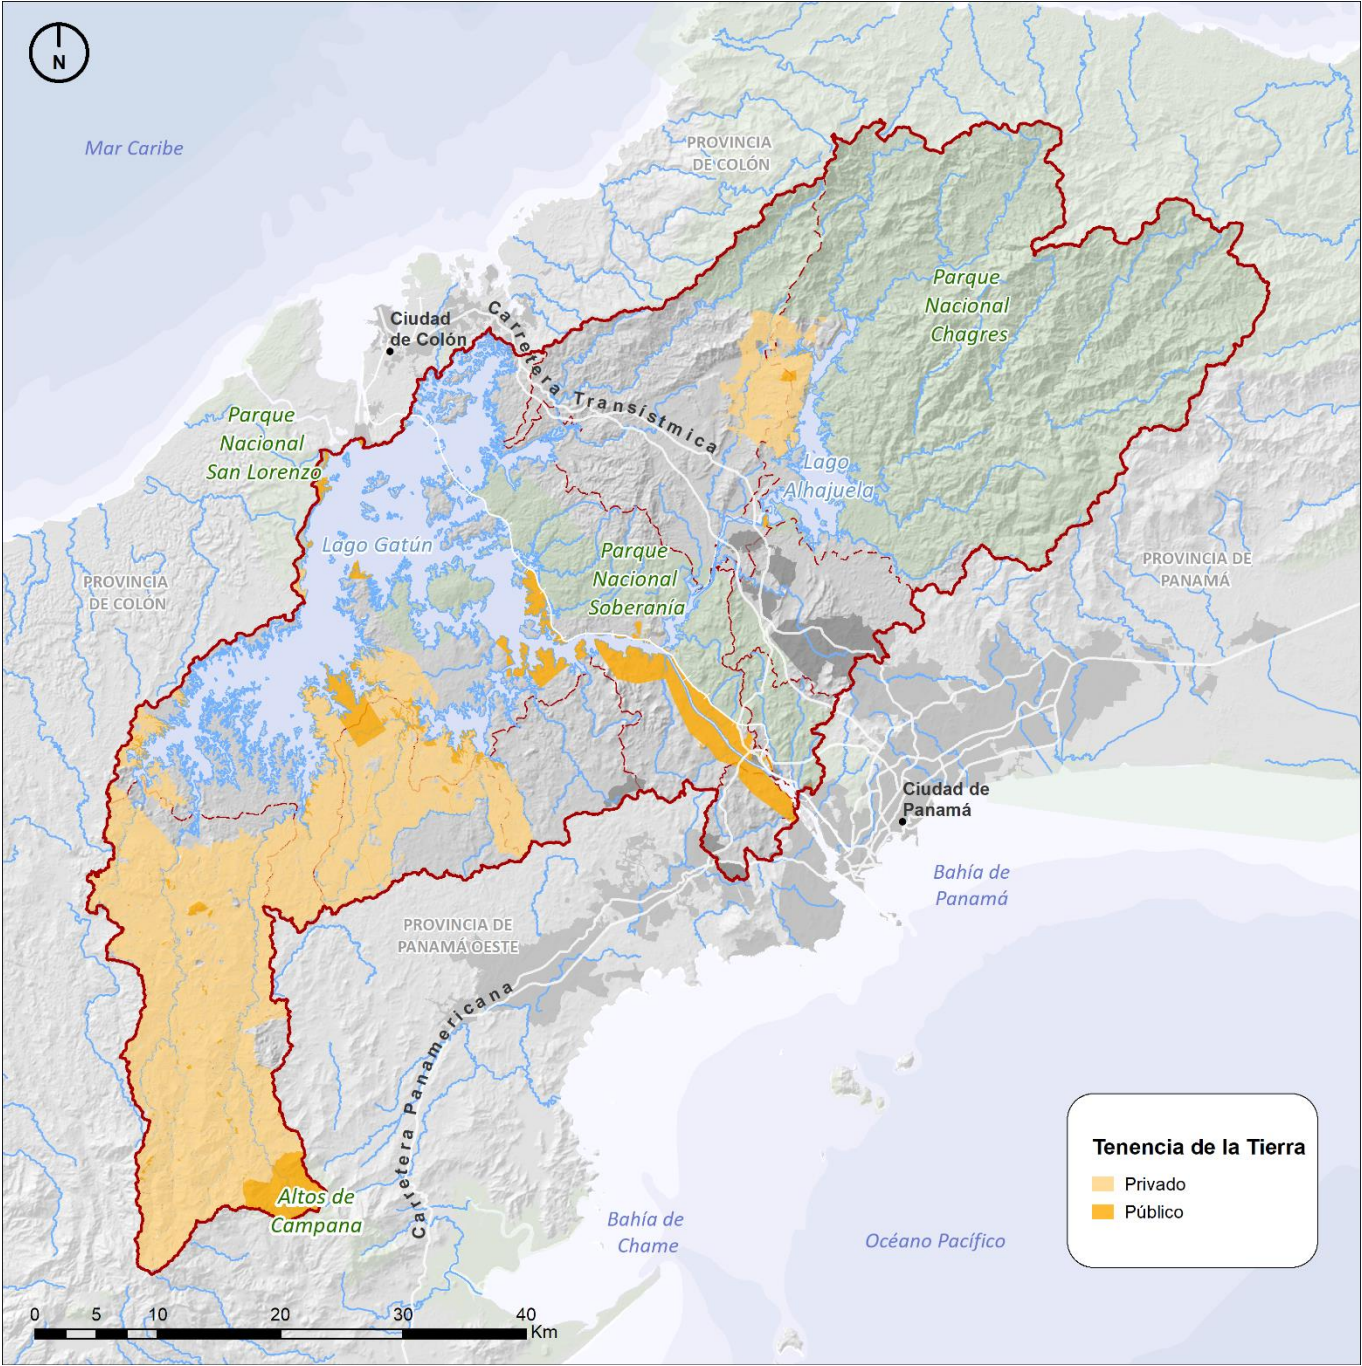 N
Mar Caribe
PROVINCIA
DE COLÓN
Parque
Nacional
Chagres
Ciudad
de Colón
Carretera Transístmica
Parque
Nacional
San Lorenzo
Lago
Alhajuela
Lago Gatún
Parque
Nacional
Soberanía
PROVINCIA
DE COLÓN
PROVINCIA DE
PANAMÁ
Ciudad de
Panamá
Bahía de
Panamá
PROVINCIA DE
PANAMÁ OESTE
Carretera Panamericana
Altos de
Campana
Bahía de
Chame
Océano Pacífico
Tenencia de la Tierra
Privado
Público
0 5 10 20 30 40
Km